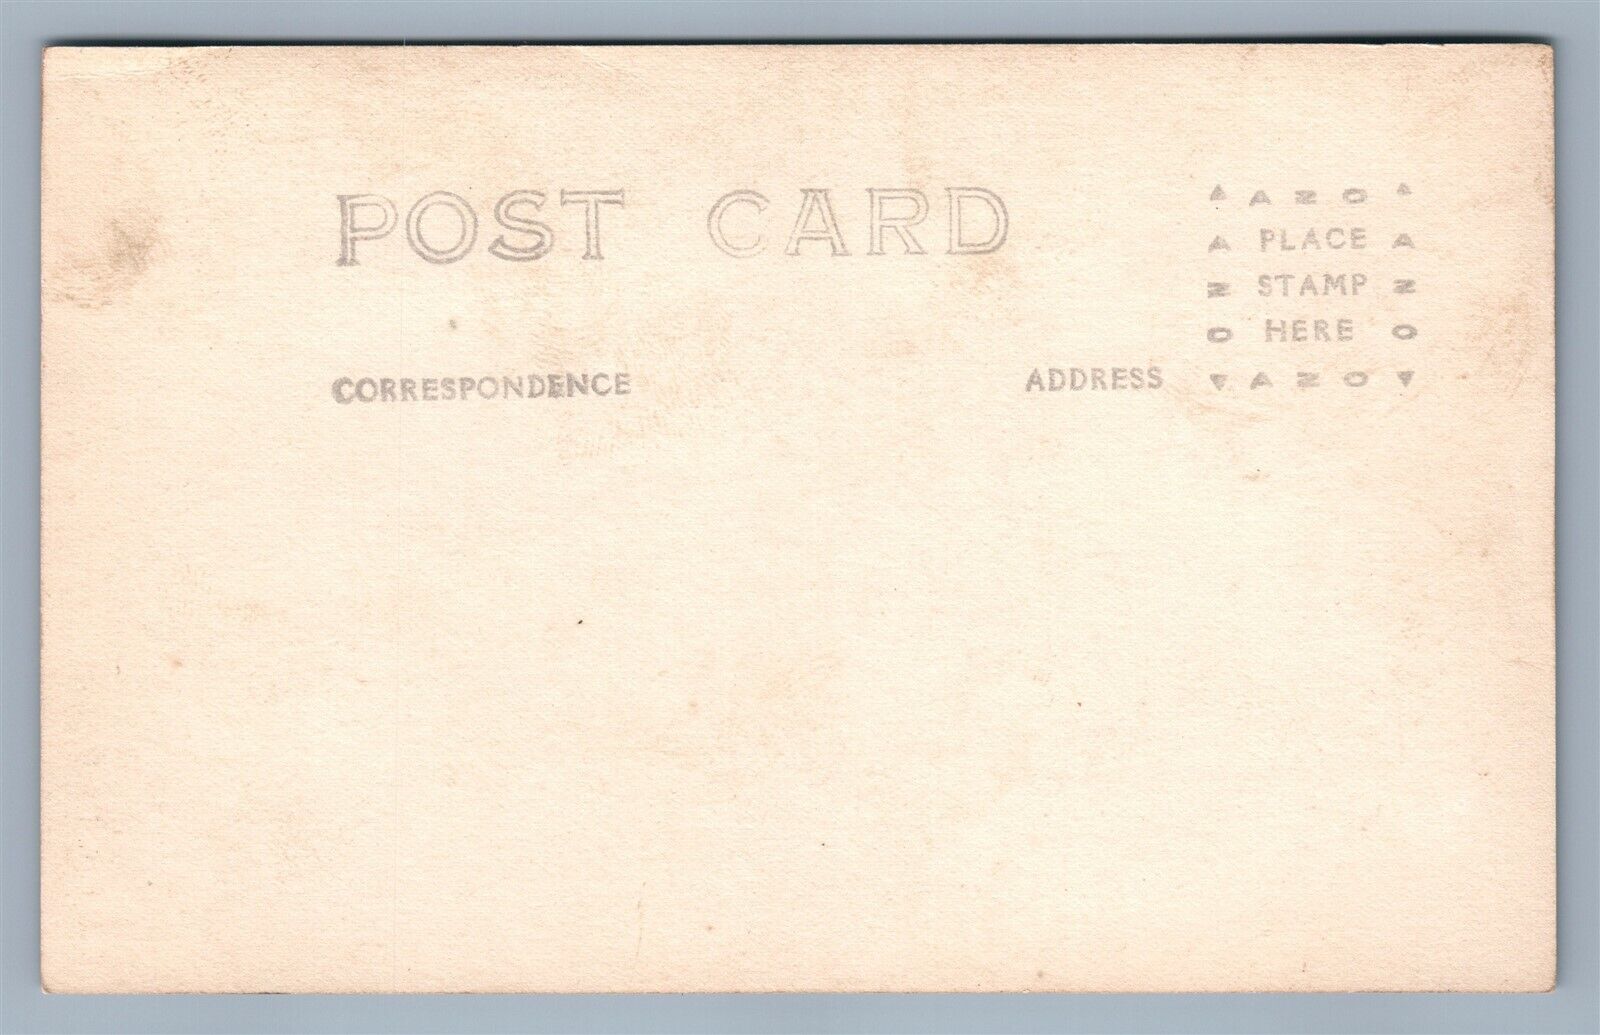 POST CARD
▲ AZO ▲
A PLACE A
Z STAMP Z
O HERE O
▼ AZO ▼
CORRESPONDENCE
ADDRESS